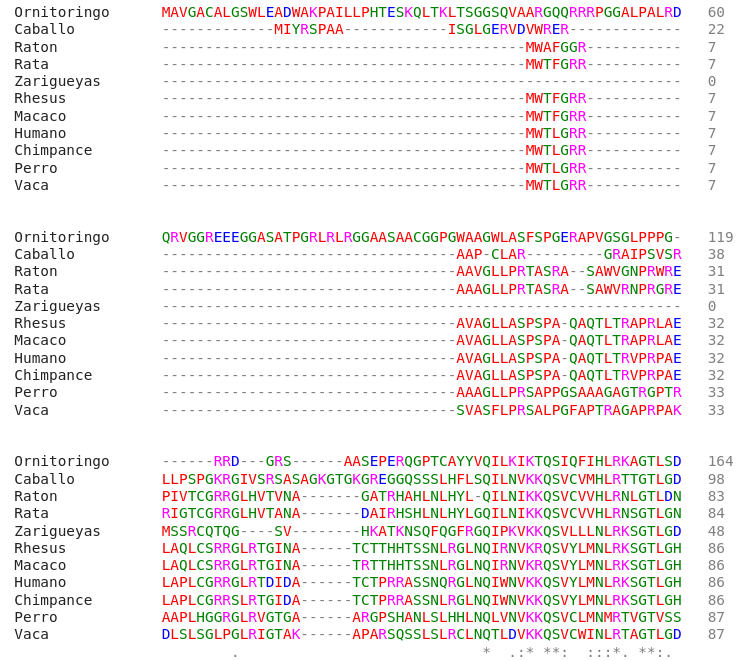 Ornitoringo MAVGACALGSWLEADWAKPAILLPHTESKQLTKLTSGGSQVAARGQQRRRPGGALPALRD 60
Caballo -------------MIYRSPAA------------ISGLGERVDVWRER------------- 22
Raton ------------------------------------------MWAFGGR----------- 7
Rata ------------------------------------------MWTFGRR----------- 7
Zarigueyas ------------------------------------------------------------ 0
Rhesus ------------------------------------------MWTFGRR----------- 7
Macaco ------------------------------------------MWTFGRR----------- 7
Humano ------------------------------------------MWTLGRR----------- 7
Chimpance ------------------------------------------MWTLGRR----------- 7
Perro ------------------------------------------MWTLGRR----------- 7
Vaca ------------------------------------------MWTLGRR----------- 7
Ornitoringo QRVGGREEEGGASATPGRLRLRGGAASAACGGPGWAAGWLASFSPGERAPVGSGLPPPG- 119
Caballo ----------------------------------AAP-CLAR---------GRAIPSVSR 38
Raton ----------------------------------AAVGLLPRTASRA--SAWVGNPRWRE 31
Rata ----------------------------------AAAGLLPRTASRA--SAWVRNPRGRE 31
Zarigueyas ------------------------------------------------------------ 0
Rhesus ----------------------------------AVAGLLASPSPA-QAQTLTRAPRLAE 32
Macaco ----------------------------------AVAGLLASPSPA-QAQTLTRAPRLAE 32
Humano ----------------------------------AVAGLLASPSPA-QAQTLTRVPRPAE 32
Chimpance ----------------------------------AVAGLLASPSPA-QAQTLTRVPRPAE 32
Perro ----------------------------------AAAGLLPRSAPPGSAAAGAGTRGPTR 33
Vaca ----------------------------------SVASFLPRSALPGFAPTRAGAPRPAK 33
Ornitoringo ------RRD---GRS------AASEPERQGPTCAYYVQILKIKTQSIQFIHLRKAGTLSD 164
Caballo LLPSPGKRGIVSRSASAGKGTGKGREGGQSSSLHFLSQILNVKKQSVCVMHLRTTGTLGD 98
Raton PIVTCGRRGLHVTVNA-------GATRHAHLNLHYL-QILNIKKQSVCVVHLRNLGTLDN 83
Rata RIGTCGRRGLHVTANA-------DAIRHSHLNLHYLGQILNIKKQSVCVVHLRNSGTLGN 84
Zarigueyas MSSRCQTQG----SV--------HKATKNSQFQGFRGQIPKVKKQSVLLLNLRKSGTLGD 48
Rhesus LAQLCSRRGLRTGINA------TCTTHHTSSNLRGLNQIRNVKRQSVYLMNLRKSGTLGH 86
Macaco LAQLCSRRGLRTGINA------TRTTHHTSSNLRGLNQIRNVKRQSVYLMNLRKSGTLGH 86
Humano LAPLCGRRGLRTDIDA------TCTPRRASSNQRGLNQIWNVKKQSVYLMNLRKSGTLGH 86
Chimpance LAPLCGRRSLRTGIDA------TCTPRRASSNLRGLNQIWNVKKQSVYLMNLRKSGTLGH 86
Perro AAPLHGGRGLRVGTGA------ARGPSHANLSLHHLNQLVNVKKQSVCLMNMRTVGTVSS 87
Vaca DLSLSGLPGLRIGTAK------APARSQSSLSLRCLNQTLDVKKQSVCWINLRTAGTLGD 87
.                            *  .:* **:  :::*. **:.